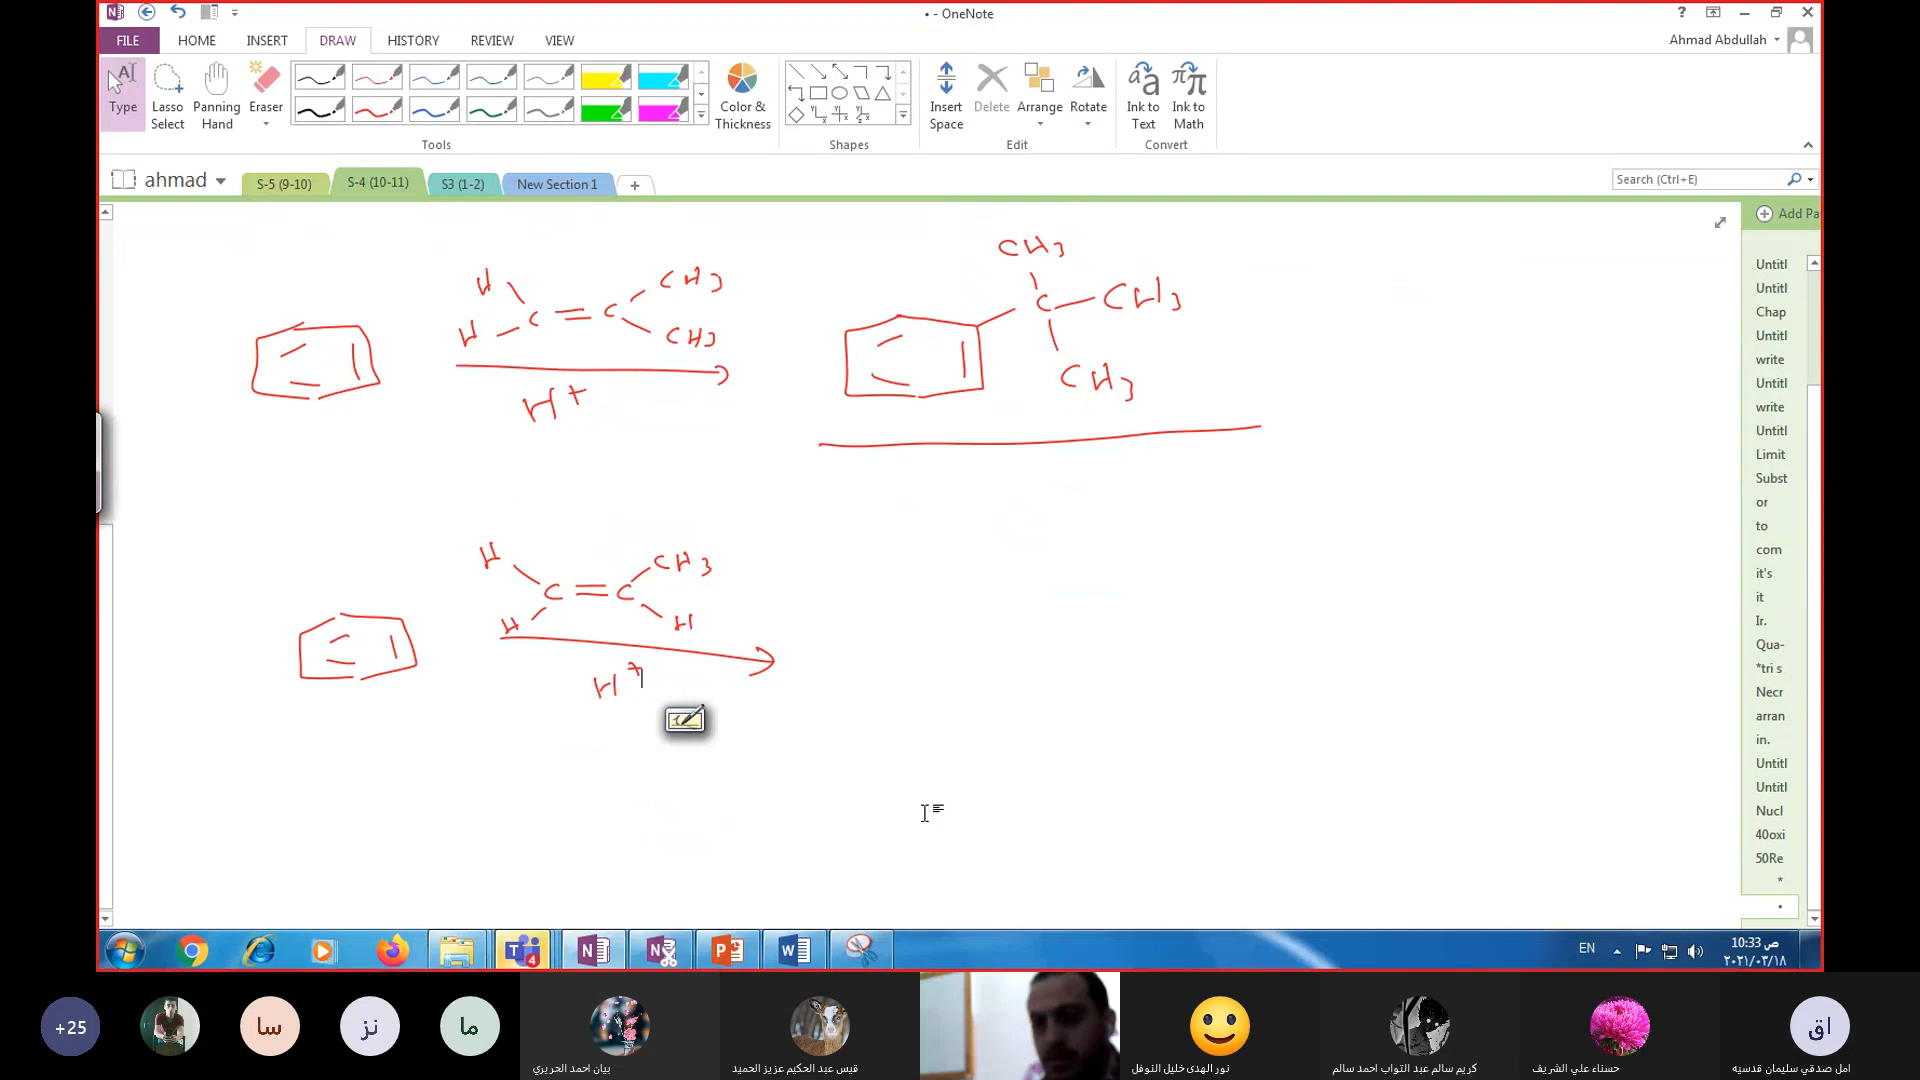 • - OneNote
FILE HOME INSERT DRAW HISTORY REVIEW VIEW
Ahmad Abdullah
Type
Lasso Select
Panning Hand
Eraser
Color & Thickness
Insert Space
Delete
Arrange
Rotate
Ink to Text
Ink to Math
Tools
Shapes
Edit
Convert
ahmad
S-5 (9-10)
S-4 (10-11)
S3 (1-2)
New Section 1
Search (Ctrl+E)
Add Pa
Untitl
Untitl
Chap
Untitl
write
Untitl
write
Untitl
Limit
Subst
or
to
com
it's
it
Ir.
Qua-
*tri s
Necr
arran
in.
Untitl
Untitl
Nucl
40oxi
50Re
*
•
CH3
H CH3
C = C
C — CH3
H CH3
CH3
H+
H CH3
C = C
H H
H+
4
EN
10:33 ص
٢٠٢١/٠٣/١٨
+25
سا
نز
ما
اق
بيان احمد الحريري
قيس عبد الحكيم عزيز الحميد
نور الهدى خليل النوفل
كريم سالم عبد التواب احمد سالم
حسناء علي الشريف
امل صدقي سليمان قدسيه